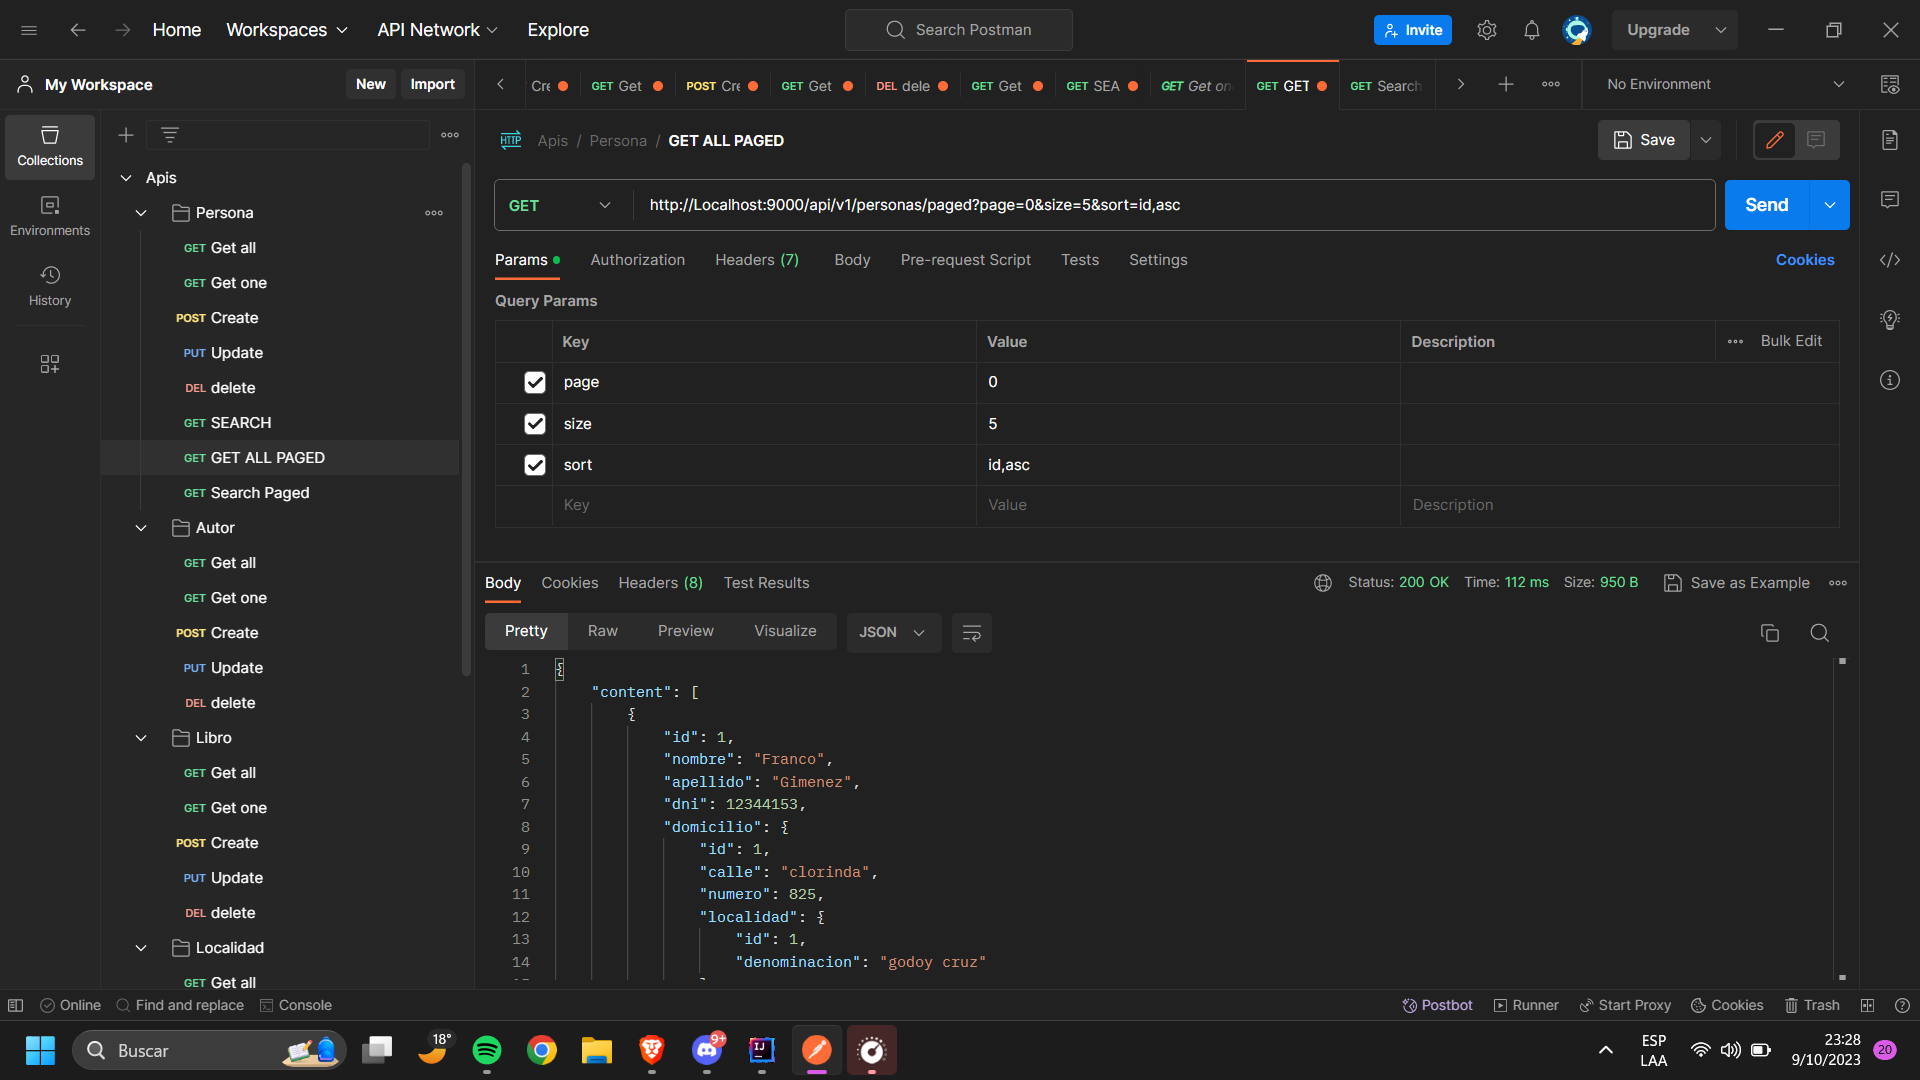 Home
Workspaces
API Network
Explore
Search Postman
Invite
Upgrade
My Workspace
New
Import
Cre
GET Get
POST Cre
GET Get
DEL dele
GET Get
GET SEA
GET Get on
GET GET
GET Search
No Environment
Collections
Environments
History
Apis
Persona
GET Get all
GET Get one
POST Create
PUT Update
DEL delete
GET SEARCH
GET GET ALL PAGED
GET Search Paged
Autor
GET Get all
GET Get one
POST Create
PUT Update
DEL delete
Libro
GET Get all
GET Get one
POST Create
PUT Update
DEL delete
Localidad
GET Get all
HTTP Apis / Persona / GET ALL PAGED
Save
GET
http://Localhost:9000/api/v1/personas/paged?page=0&size=5&sort=id,asc
Send
Params
Authorization
Headers (7)
Body
Pre-request Script
Tests
Settings
Cookies
Query Params
Key Value Description
Bulk Edit
page 0
size 5
sort id,asc
Key Value Description
Body
Cookies
Headers (8)
Test Results
Status: 200 OK
Time: 112 ms
Size: 950 B
Save as Example
Pretty
Raw
Preview
Visualize
JSON
1 {
2 "content": [
3 {
4 "id": 1,
5 "nombre": "Franco",
6 "apellido": "Gimenez",
7 "dni": 12344153,
8 "domicilio": {
9 "id": 1,
10 "calle": "clorinda",
11 "numero": 825,
12 "localidad": {
13 "id": 1,
14 "denominacion": "godoy cruz"
Online
Find and replace
Console
Postbot
Runner
Start Proxy
Cookies
Trash
Buscar
18°
9+
IJ
ESP
LAA
23:28
9/10/2023
20